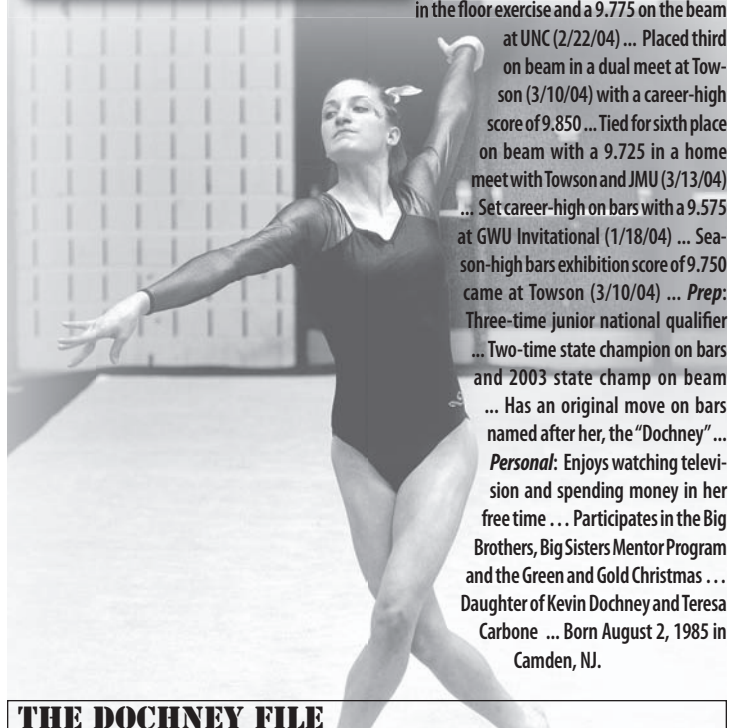 in the floor exercise and a 9.775 on the beam
at UNC (2/22/04) ... Placed third
on beam in a dual meet at Tow-
son (3/10/04) with a career-high
score of 9.850 ... Tied for sixth place
on beam with a 9.725 in a home
meet with Towson and JMU (3/13/04)
... Set career-high on bars with a 9.575
at GWU Invitational (1/18/04) ... Sea-
son-high bars exhibition score of 9.750
came at Towson (3/10/04) ... Prep:
Three-time junior national qualifier
... Two-time state champion on bars
and 2003 state champ on beam
... Has an original move on bars
named after her, the “Dochney” ...
Personal: Enjoys watching televi-
sion and spending money in her
free time . . . Participates in the Big
Brothers, Big Sisters Mentor Program
and the Green and Gold Christmas . . .
Daughter of Kevin Dochney and Teresa
Carbone ... Born August 2, 1985 in
Camden, NJ.
THE DOCHNEY FILE